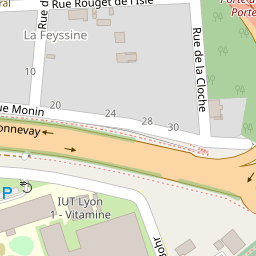 Rue Rouget de l'Isle
La Feyssine
Rue de la Cloche
10
20
24
28
30
ue Monin
onnevay
P
IUT Lyon
1 - Vitamine